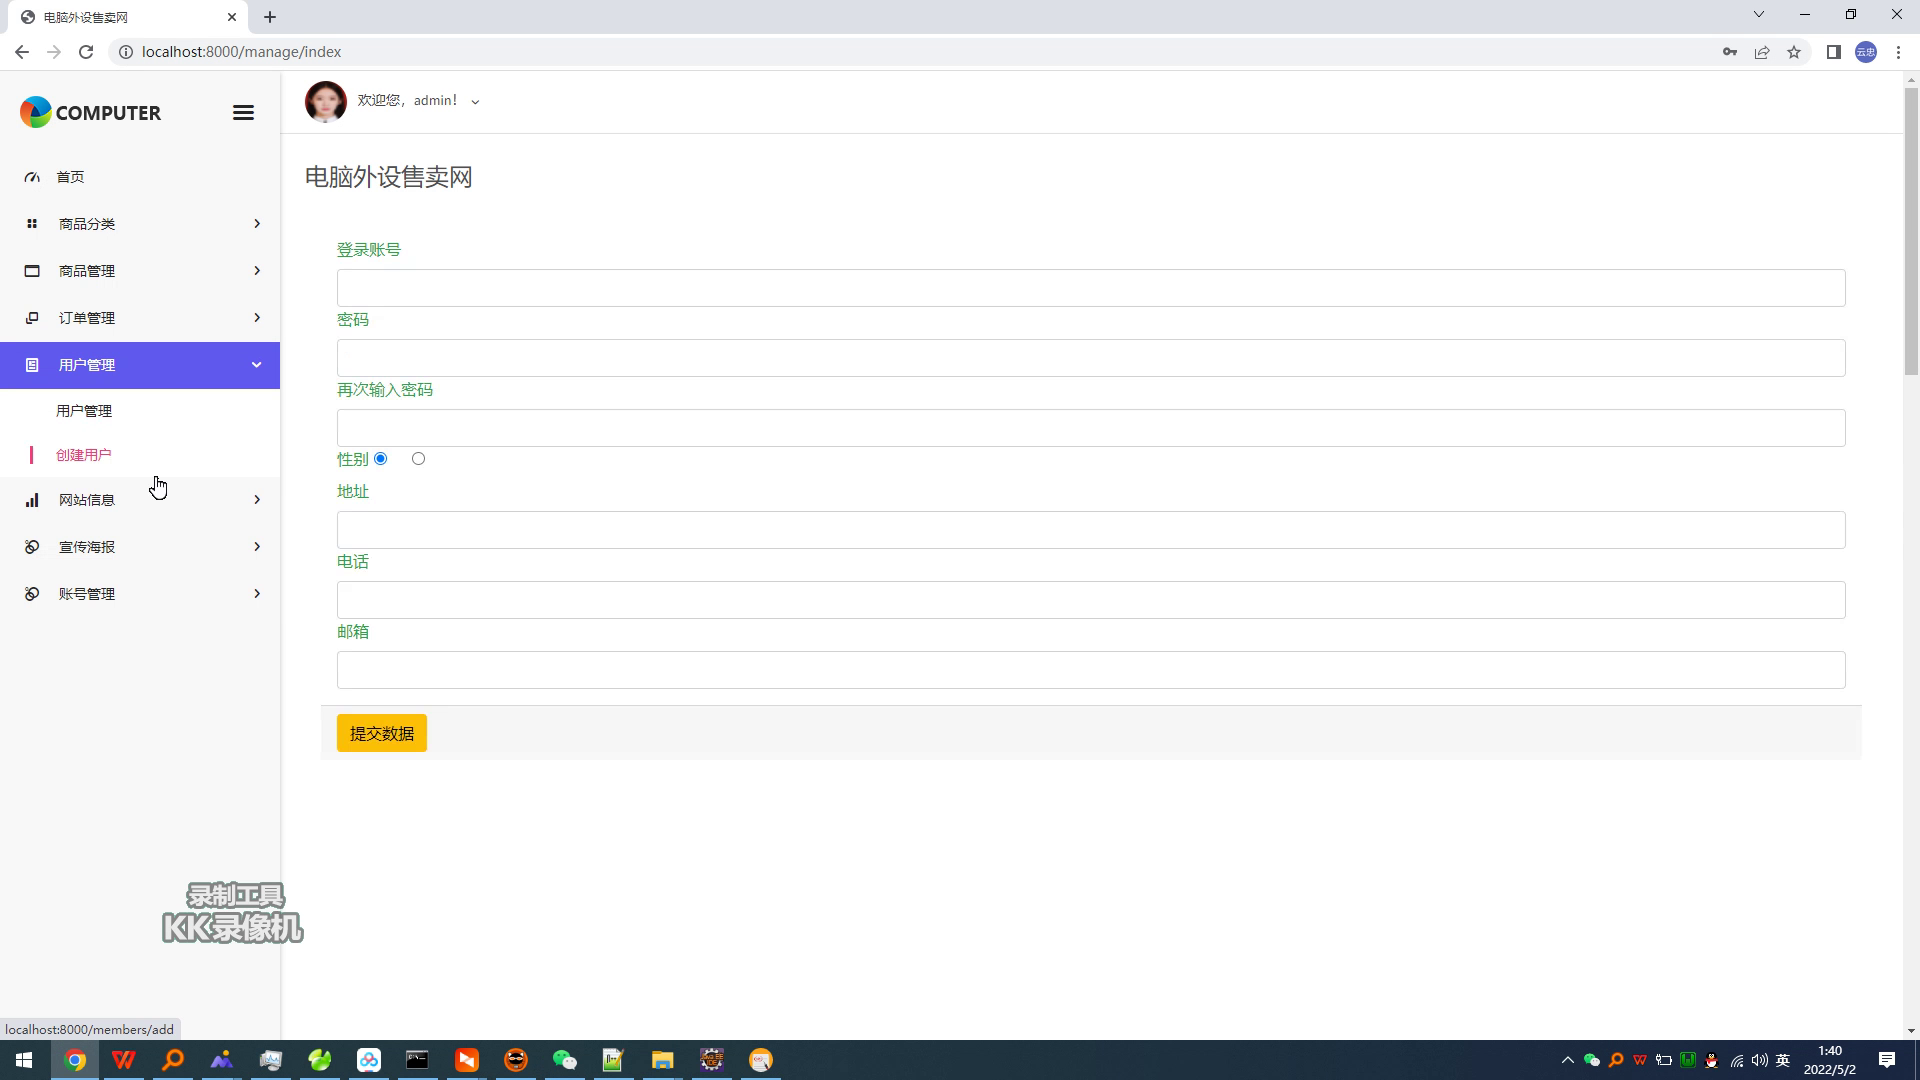 电脑外设售卖网
localhost:8000/manage/index
云忠
COMPUTER
欢迎您，admin！
首页
商品分类
商品管理
订单管理
用户管理
用户管理
创建用户
网站信息
宣传海报
账号管理
电脑外设售卖网
登录账号
密码
再次输入密码
性别
地址
电话
邮箱
提交数据
录制工具
KK录像机
localhost:8000/members/add
英
1:40
2022/5/2